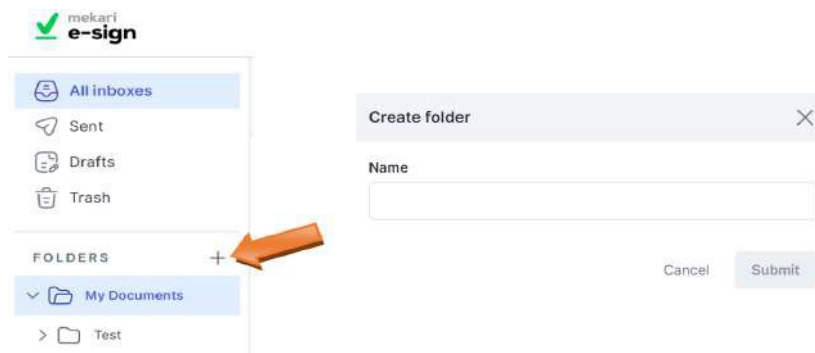 mekari
e-sign
All inboxes
Sent
Drafts
Trash
FOLDERS
My Documents
Test
Create folder
Name
Cancel
Submit